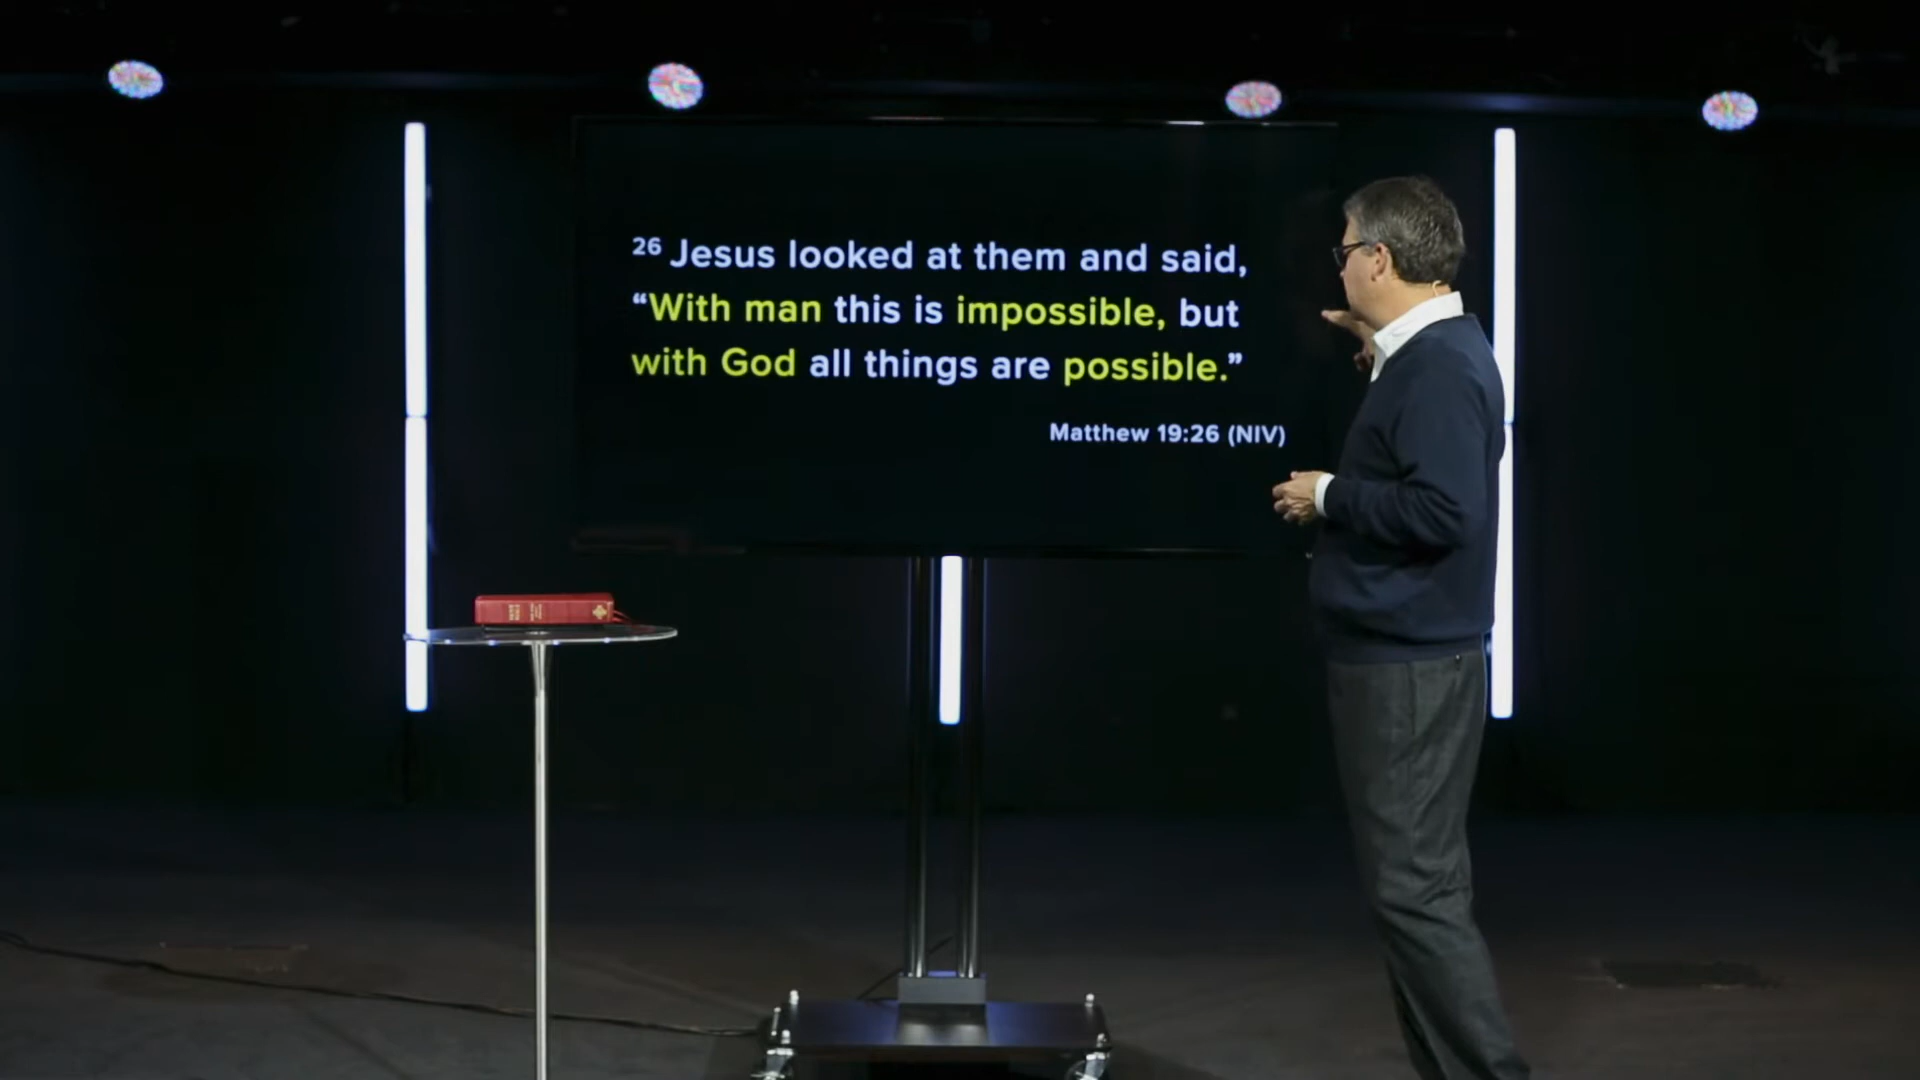 26 Jesus looked at them and said,
“With man this is impossible, but
with God all things are possible.”
Matthew 19:26 (NIV)